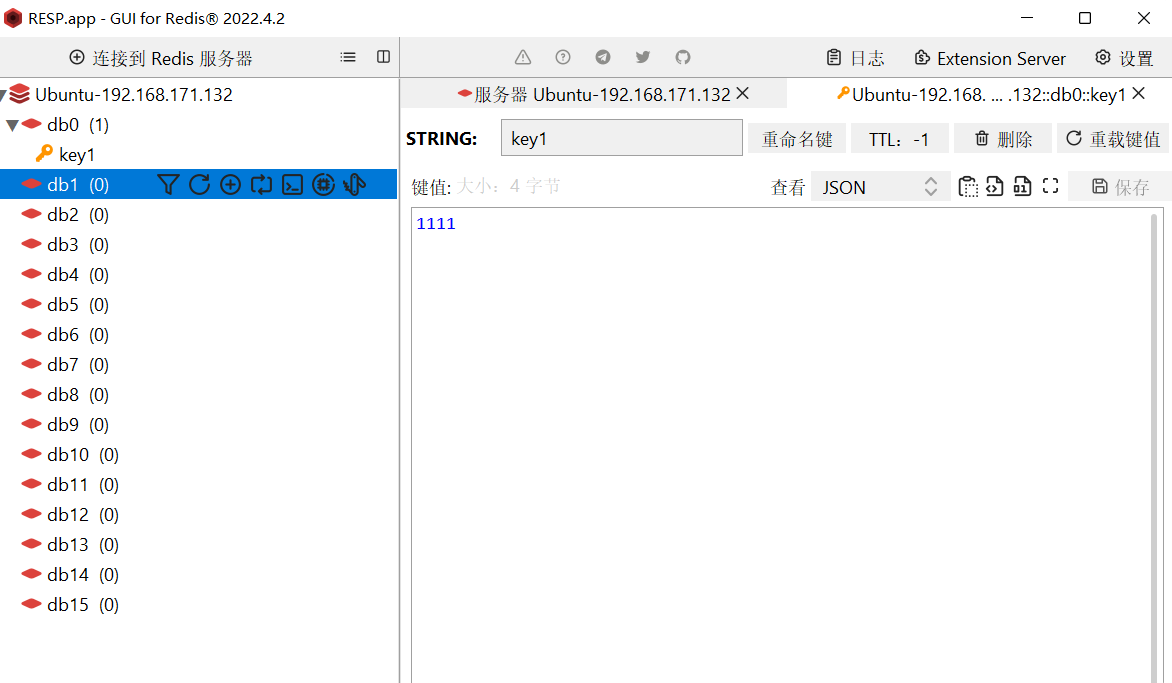 RESP.app - GUI for Redis® 2022.4.2
连接到 Redis 服务器
日志
Extension Server
设置
Ubuntu-192.168.171.132
db0 (1)
key1
db1 (0)
db2 (0)
db3 (0)
db4 (0)
db5 (0)
db6 (0)
db7 (0)
db8 (0)
db9 (0)
db10 (0)
db11 (0)
db12 (0)
db13 (0)
db14 (0)
db15 (0)
服务器 Ubuntu-192.168.171.132
Ubuntu-192.168. ... .132::db0::key1
STRING:
key1
重命名键
TTL: -1
删除
重载键值
键值: 大小: 4 字节
查看
JSON
保存
1111